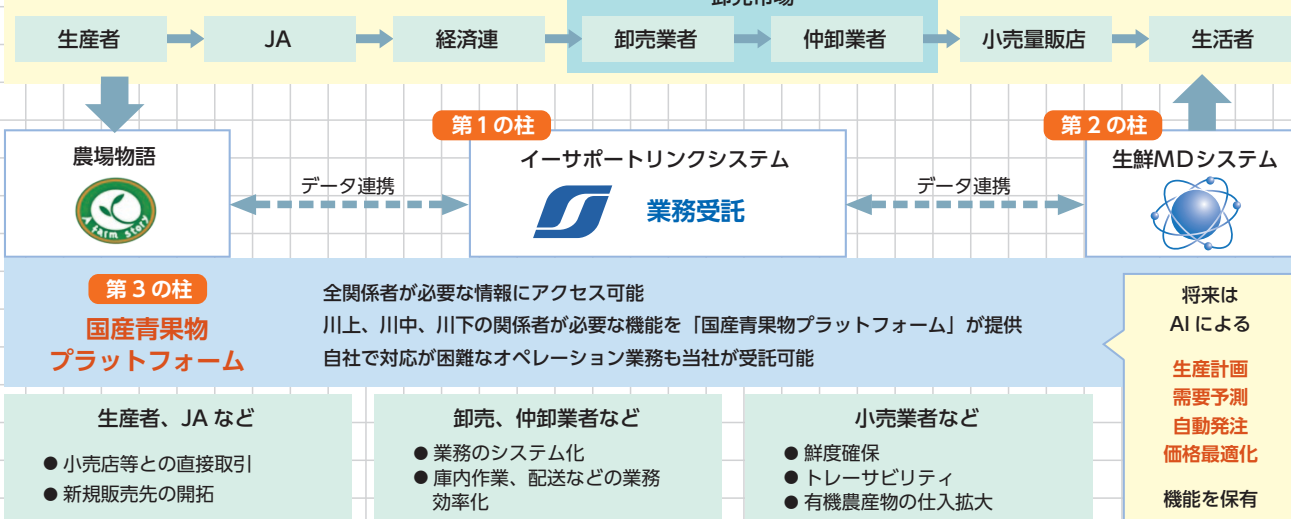 卸売市場
生産者
JA
経済連
卸売業者
仲卸業者
小売量販店
生活者
第1の柱
第2の柱
農場物語
A farm story
データ連携
イーサポートリンクシステム
業務受託
データ連携
生鮮MDシステム
第3の柱
国産青果物
プラットフォーム
全関係者が必要な情報にアクセス可能
川上、川中、川下の関係者が必要な機能を「国産青果物プラットフォーム」が提供
自社で対応が困難なオペレーション業務も当社が受託可能
将来は
AIによる
生産計画
需要予測
自動発注
価格最適化
機能を保有
生産者、JAなど
● 小売店等との直接取引
● 新規販売先の開拓
卸売、仲卸業者など
● 業務のシステム化
● 庫内作業、配送などの業務
効率化
小売業者など
● 鮮度確保
● トレーサビリティ
● 有機農産物の仕入拡大